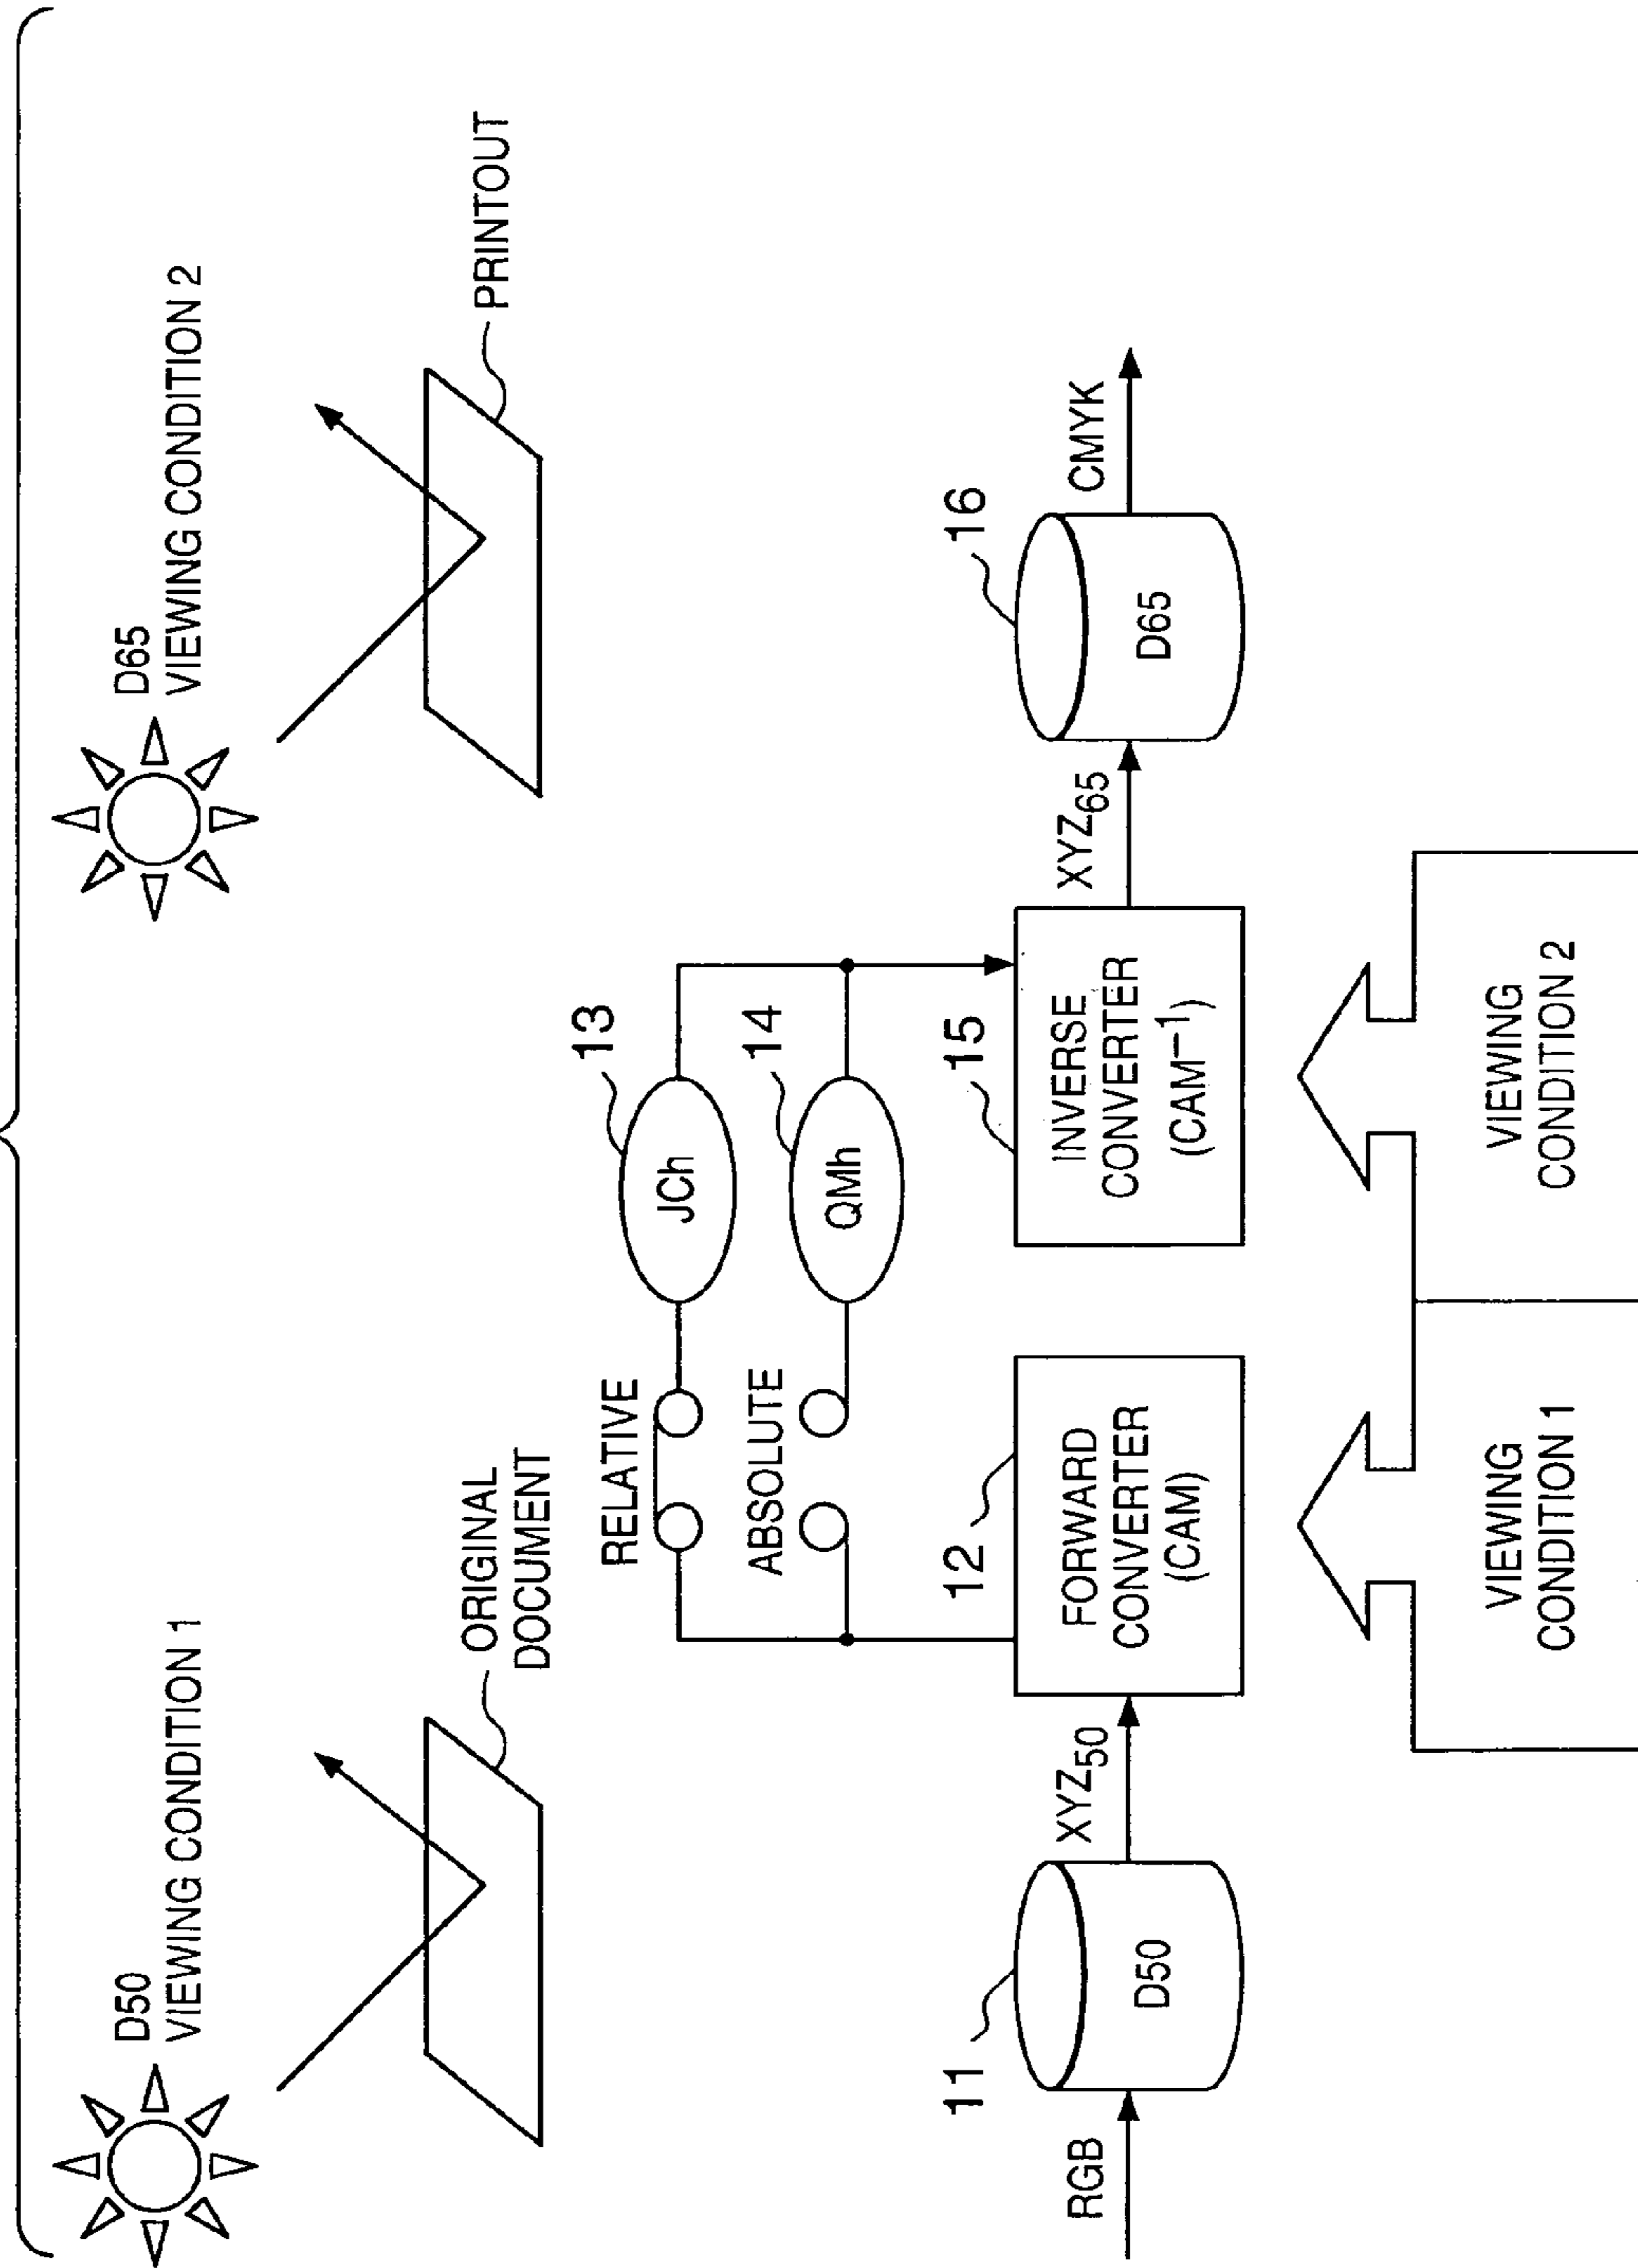 D50
VIEWING CONDITION 1
D65
VIEWING CONDITION 2
ORIGINAL
DOCUMENT
PRINTOUT
RELATIVE
13
JCh
ABSOLUTE
14
QMh
11
12
15
16
RGB
D50
XYZ50
FORWARD
CONVERTER
(CAM)
INVERSE
CONVERTER
(CAM−1)
XYZ65
D65
CMYK
VIEWING
CONDITION 1
VIEWING
CONDITION 2